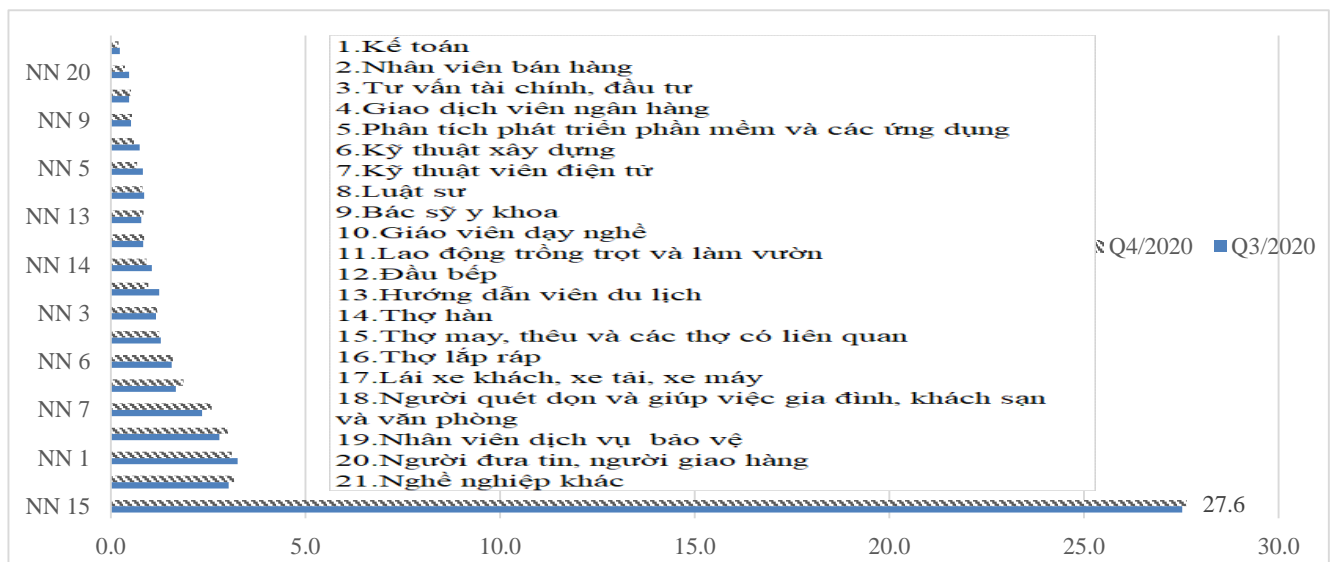 1.Kế toán
NN 20
2.Nhân viên bán hàng
3.Tư vấn tài chính, đầu tư
4.Giao dịch viên ngân hàng
NN 9
5.Phân tích phát triển phần mềm và các ứng dụng
6.Kỹ thuật xây dựng
NN 5
7.Kỹ thuật viên điện tử
8.Luật sư
NN 13
9.Bác sỹ y khoa
10.Giáo viên dạy nghề
Q4/2020 Q3/2020
11.Lao động trồng trọt và làm vườn
NN 14
12.Đầu bếp
13.Hướng dẫn viên du lịch
NN 3
14.Thợ hàn
15.Thợ may, thêu và các thợ có liên quan
NN 6
16.Thợ lắp ráp
17.Lái xe khách, xe tải, xe máy
NN 7
18.Người quét dọn và giúp việc gia đình, khách sạn
và văn phòng
19.Nhân viên dịch vụ bảo vệ
NN 1
20.Người đưa tin, người giao hàng
21.Nghề nghiệp khác
NN 15
27.6
0.0 5.0 10.0 15.0 20.0 25.0 30.0